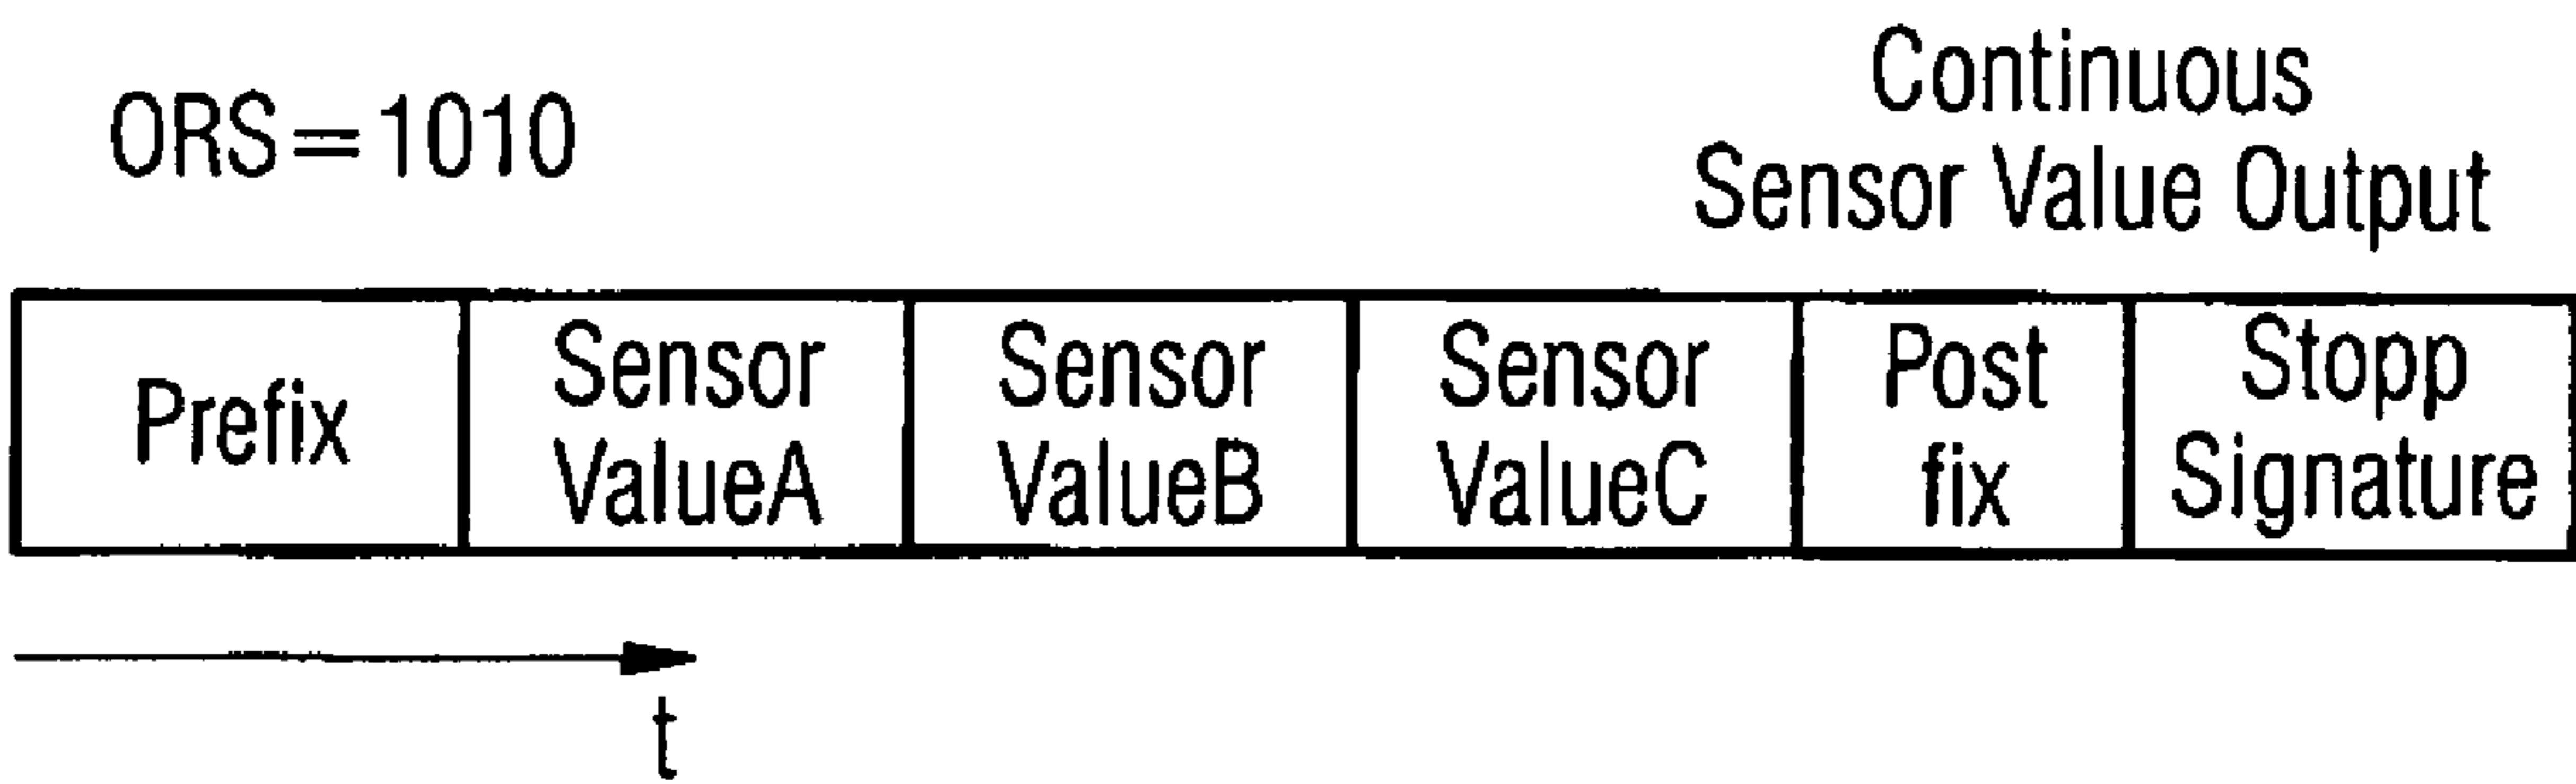 ORS=1010
Continuous
Sensor Value Output
Prefix
Sensor
ValueA
Sensor
ValueB
Sensor
ValueC
Post
fix
Stopp
Signature
t